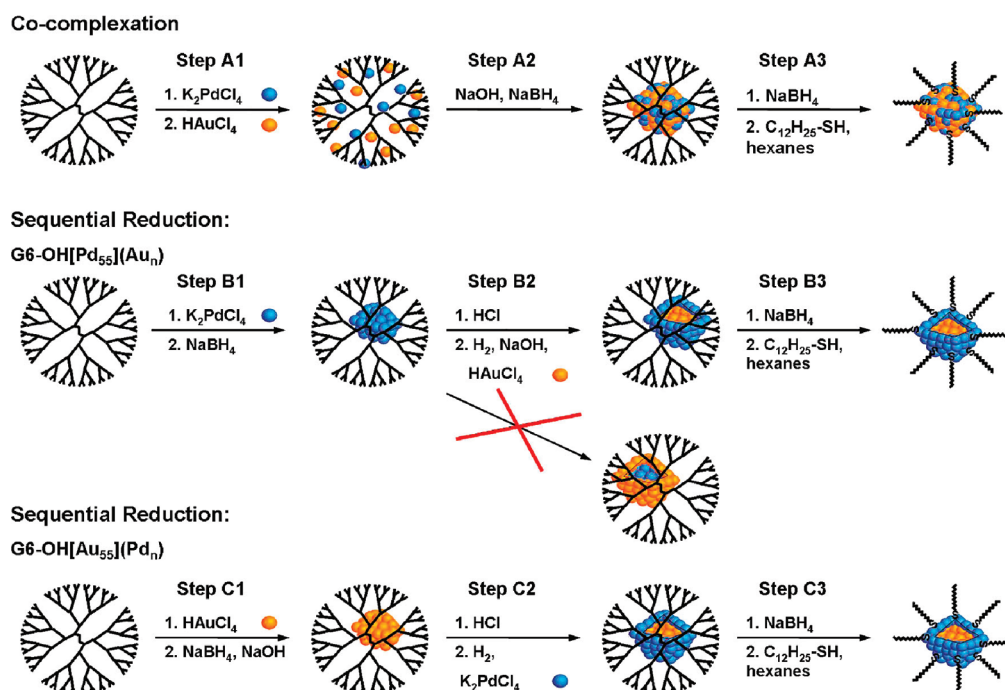 Co-complexation
Step A1
Step A2
Step A3
1. K₂PdCl₄
2. HAuCl₄
NaOH, NaBH₄
1. NaBH₄
2. C₁₂H₂₅-SH,
hexanes
S S S S S S S S
Sequential Reduction:
G6-OH[Pd₅₅](Auₙ)
Step B1
Step B2
Step B3
1. K₂PdCl₄
2. NaBH₄
1. HCl
2. H₂, NaOH,
HAuCl₄
1. NaBH₄
2. C₁₂H₂₅-SH,
hexanes
S S S S S S S S
Sequential Reduction:
G6-OH[Au₅₅](Pdₙ)
Step C1
Step C2
Step C3
1. HAuCl₄
2. NaBH₄, NaOH
1. HCl
2. H₂,
K₂PdCl₄
1. NaBH₄
2. C₁₂H₂₅-SH,
hexanes
S S S S S S S S